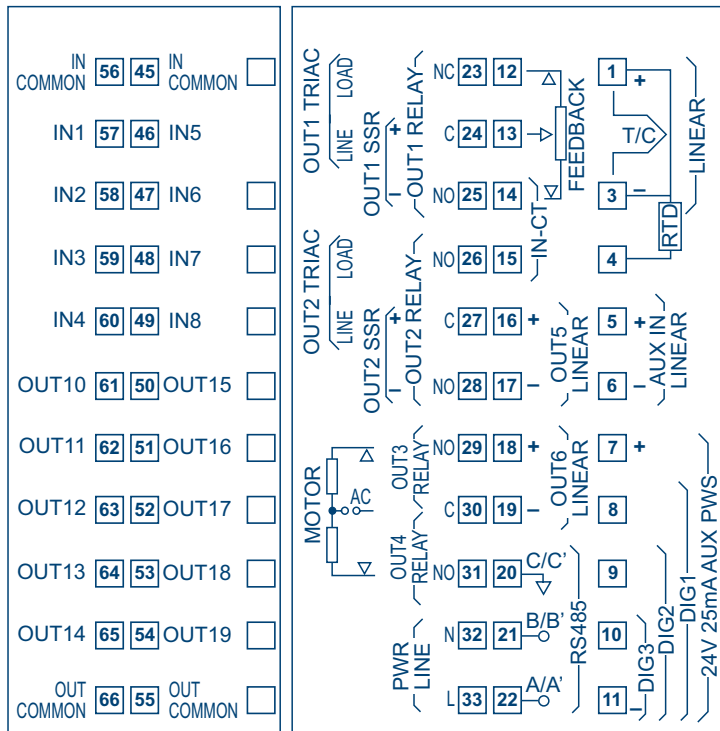 IN COMMON 56 45 IN COMMON
IN1 57 46 IN5
IN2 58 47 IN6
IN3 59 48 IN7
IN4 60 49 IN8
OUT10 61 50 OUT15
OUT11 62 51 OUT16
OUT12 63 52 OUT17
OUT13 64 53 OUT18
OUT14 65 54 OUT19
OUT COMMON 66 55 OUT COMMON
OUT1 TRIAC
LINE LOAD
OUT1 SSR
– +
OUT1 RELAY
NC 23 12
C 24 13
NO 25 14
FEEDBACK
IN-CT
1 +
T/C
3 –
RTD
4
LINEAR
OUT2 TRIAC
LINE LOAD
OUT2 SSR
– +
OUT2 RELAY
NO 26 15
C 27 16 +
NO 28 17 –
OUT5 LINEAR
5 +
6 –
AUX IN LINEAR
MOTOR
AC
OUT3 RELAY
NO 29 18 +
C 30 19 –
OUT6 LINEAR
7 +
8
OUT4 RELAY
NO 31 20 C/C'
9
PWR LINE
N 32 21 B/B'
10
L 33 22 A/A'
11 –
RS485
DIG3
DIG2
DIG1
24V 25mA AUX PWS